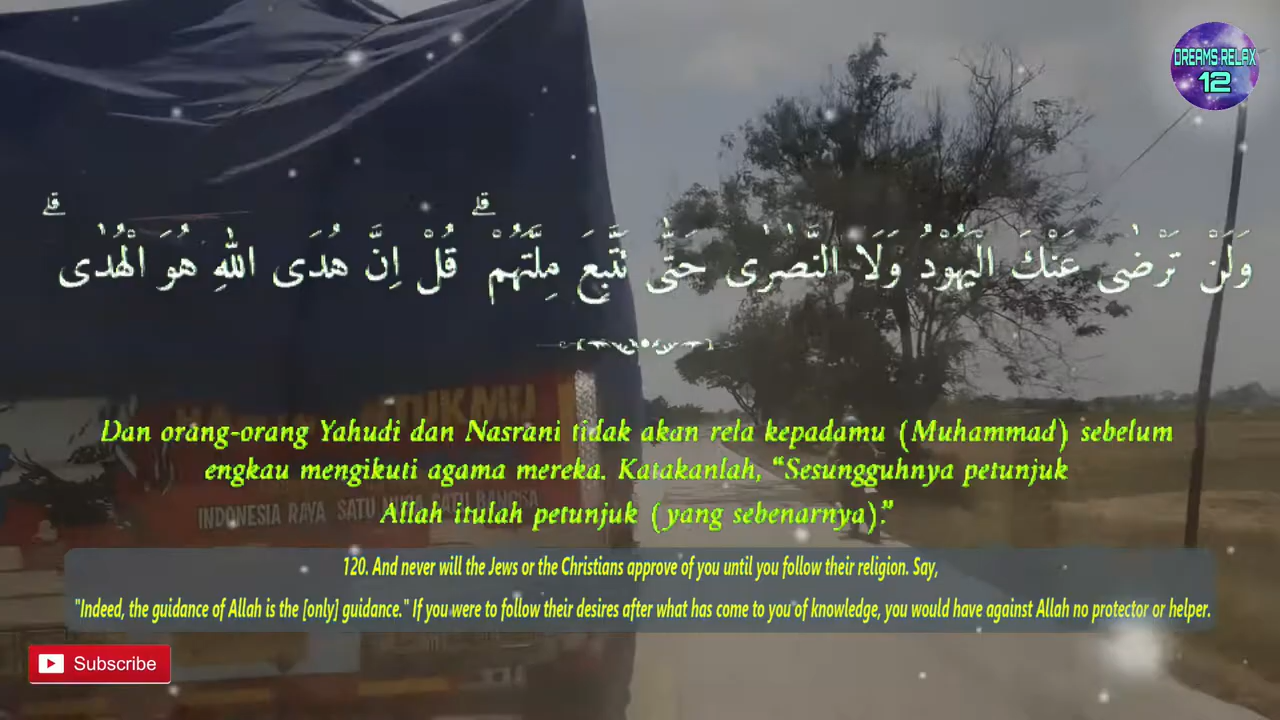 DREAMS RELAX
12
وَلَنْ تَرْضٰى عَنْكَ الْيَهُوْدُ وَلَا النَّصٰرٰى حَتّٰى تَتَّبِعَ مِلَّتَهُمْ ۗ قُلْ اِنَّ هُدَى اللّٰهِ هُوَ الْهُدٰى ۗ
UKMU
Dan orang-orang Yahudi dan Nasrani tidak akan rela kepadamu (Muhammad) sebelum
engkau mengikuti agama mereka. Katakanlah, “Sesungguhnya petunjuk
INDONESIA RAYA SATU NUSA SATU BANGSA
Allah itulah petunjuk (yang sebenarnya).”
120. And never will the Jews or the Christians approve of you until you follow their religion. Say,
"Indeed, the guidance of Allah is the [only] guidance." If you were to follow their desires after what has come to you of knowledge, you would have against Allah no protector or helper.
Subscribe